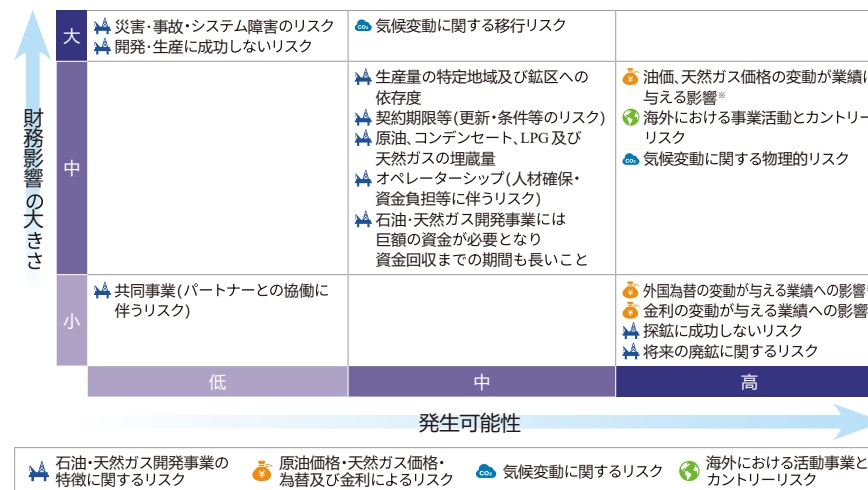 財務影響の大きさ
大
災害・事故・システム障害のリスク
開発・生産に成功しないリスク
気候変動に関する移行リスク
中
生産量の特定地域及び鉱区への
依存度
契約期限等(更新・条件等のリスク)
原油、コンデンセート、LPG及び
天然ガスの埋蔵量
オペレーターシップ(人材確保・
資金負担等に伴うリスク)
石油・天然ガス開発事業には
巨額の資金が必要となり
資金回収までの期間も長いこと
油価、天然ガス価格の変動が業績に
与える影響※
海外における事業活動とカントリー
リスク
気候変動に関する物理的リスク
小
共同事業(パートナーとの協働に
伴うリスク)
外国為替の変動が与える業績への影響
金利の変動が与える業績への影響
探鉱に成功しないリスク
将来の廃鉱に関するリスク
低
中
高
発生可能性
石油・天然ガス開発事業の
特徴に関するリスク
原油価格・天然ガス価格・
為替及び金利によるリスク
気候変動に関するリスク
海外における活動事業と
カントリーリスク